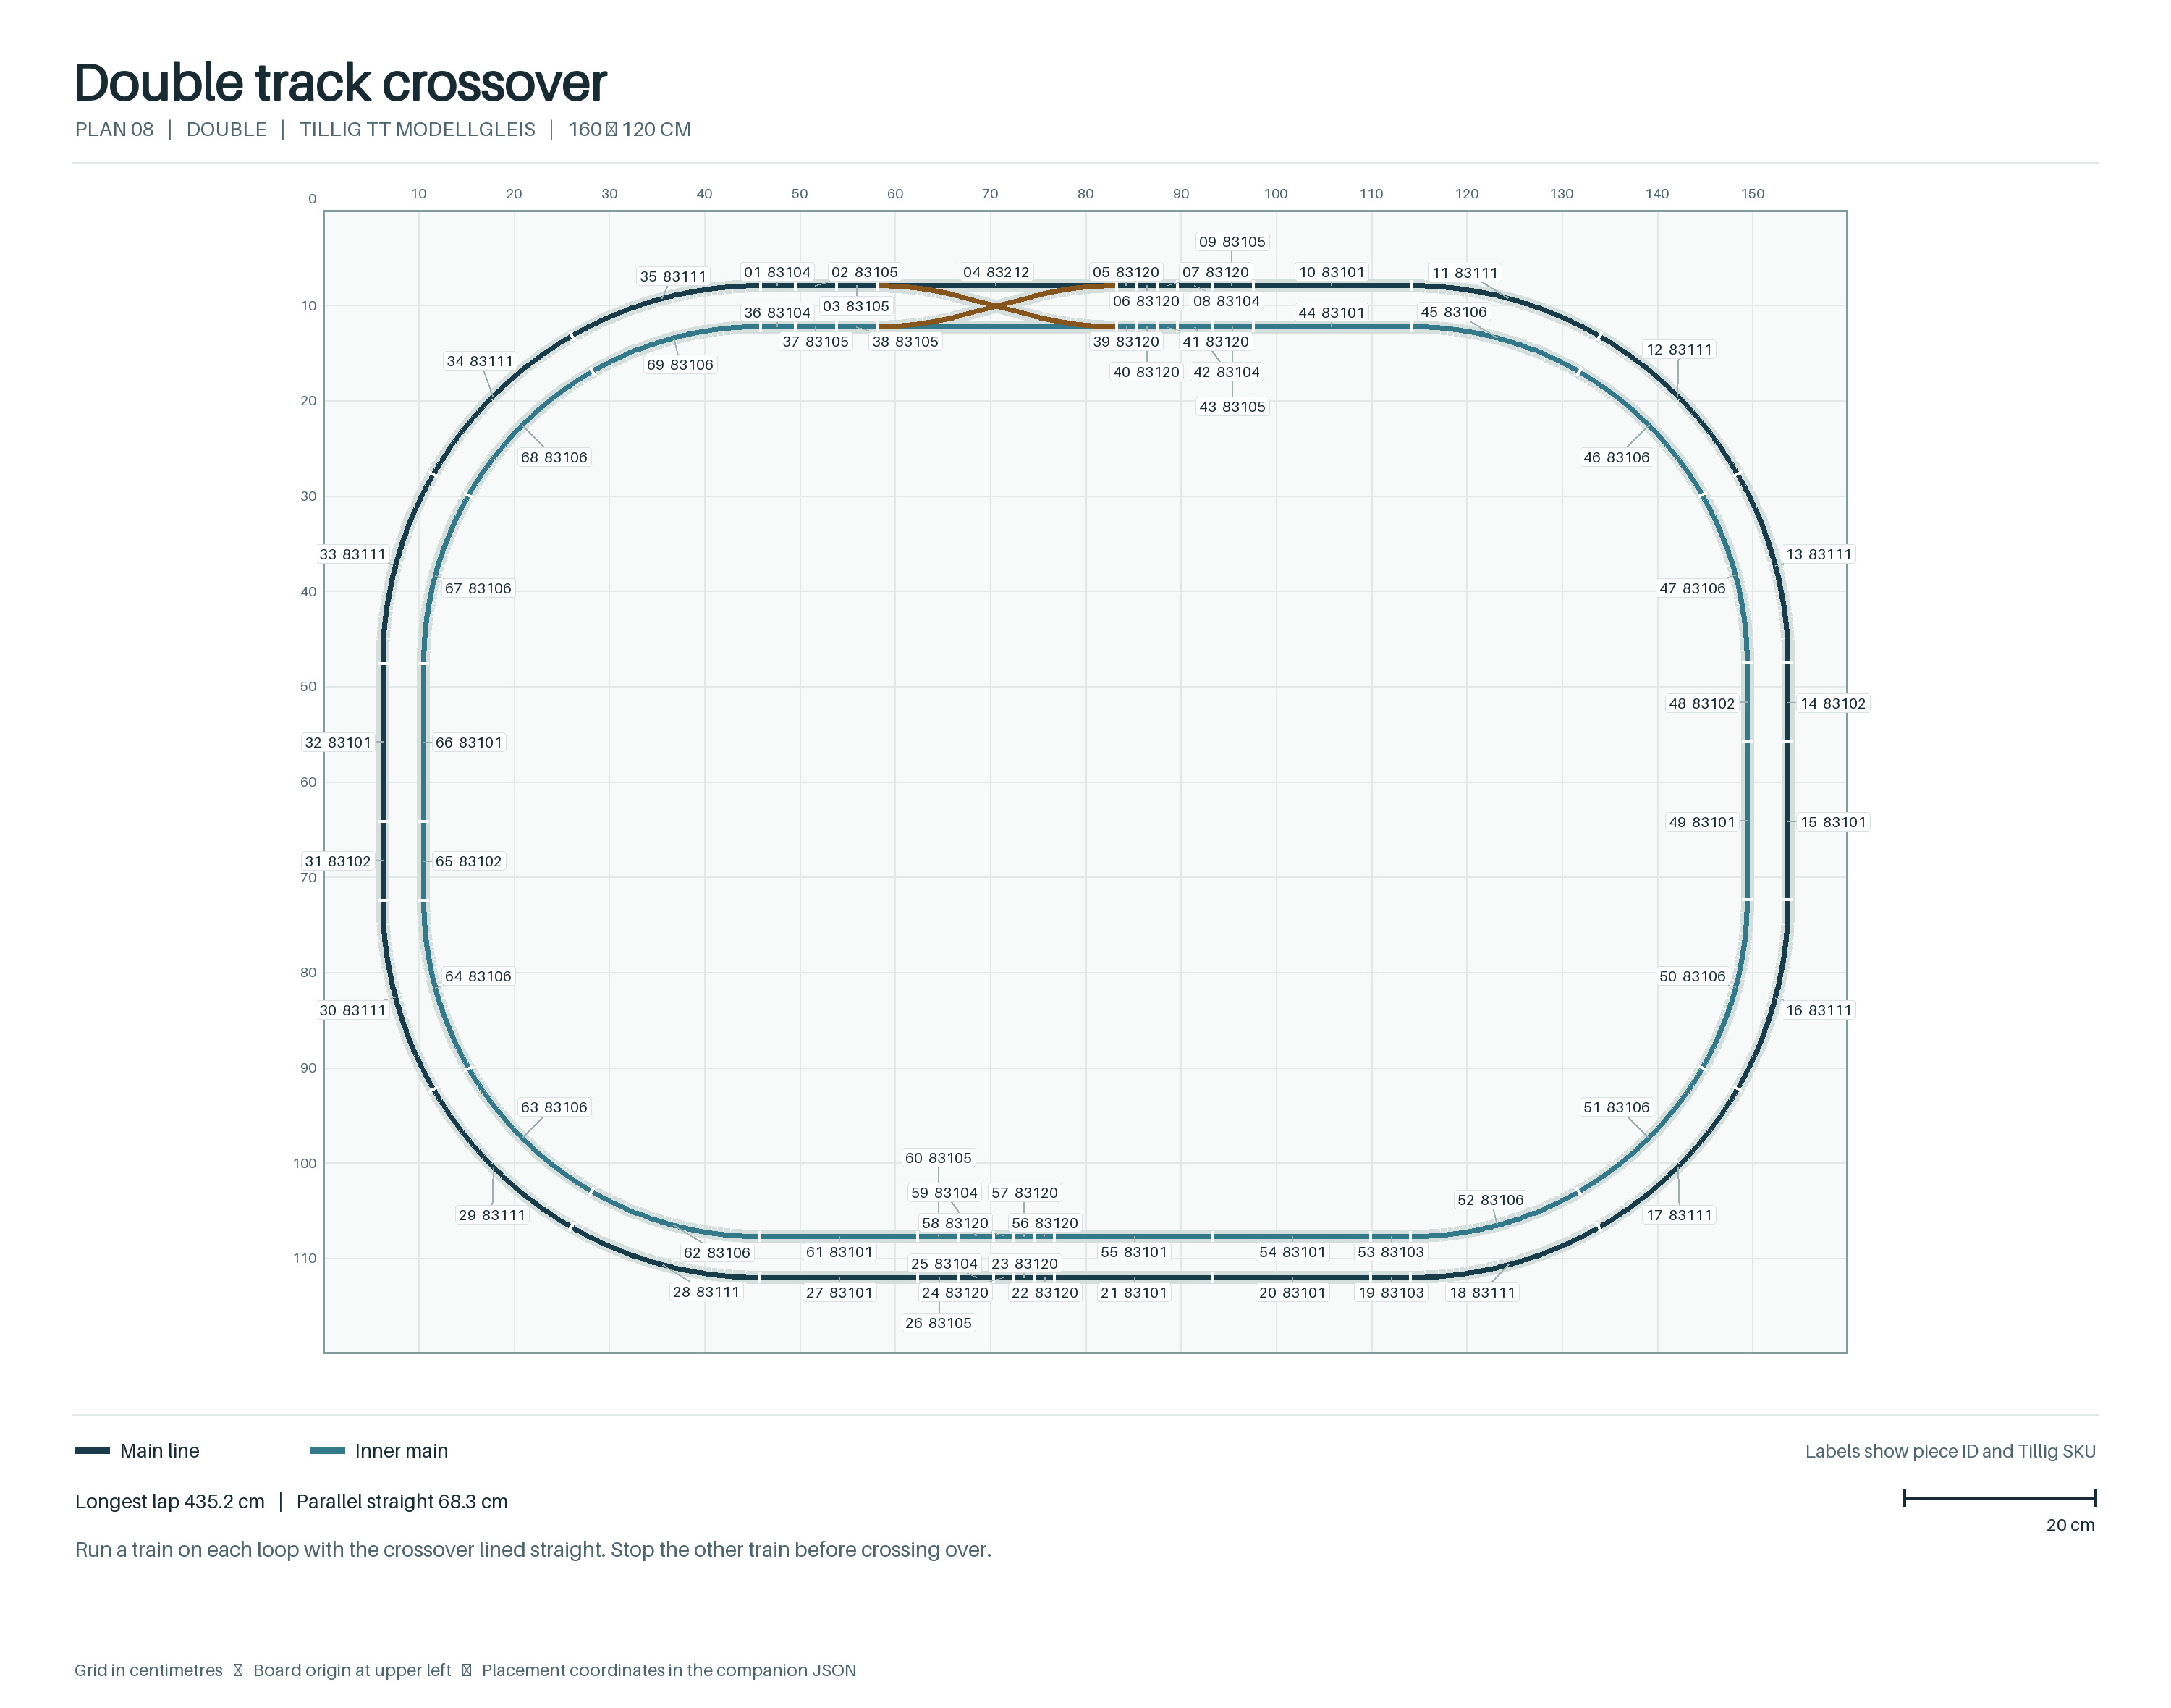 Double track crossover
PLAN 08 | DOUBLE | TILLIG TT MODELLGLEIS | 160 120 CM
0 10 20 30 40 50 60 70 80 90 100 110 120 130 140 150
09 83105
35 83111 01 83104 02 83105 04 83212 05 83120 07 83120 10 83101 11 83111
10 03 83105 06 83120 08 83104
36 83104 44 83101 45 83106
37 83105 38 83105 39 83120 41 83120
34 83111 12 83111
69 83106 40 83120 42 83104
20 43 83105
68 83106 46 83106
30
33 83111 13 83111
40 67 83106 47 83106
50 48 83102 14 83102
32 83101 66 83101
60
49 83101 15 83101
31 83102 65 83102
70
80 64 83106 50 83106
30 83111 16 83111
90
63 83106 51 83106
100 60 83105
59 83104 57 83120
52 83106
29 83111 17 83111
58 83120 56 83120
62 83106 61 83101 55 83101 54 83101 53 83103
110 25 83104 23 83120
28 83111 27 83101 24 83120 22 83120 21 83101 20 83101 19 83103 18 83111
26 83105
Main line Inner main Labels show piece ID and Tillig SKU
Longest lap 435.2 cm | Parallel straight 68.3 cm
20 cm
Run a train on each loop with the crossover lined straight. Stop the other train before crossing over.
Grid in centimetres Board origin at upper left Placement coordinates in the companion JSON